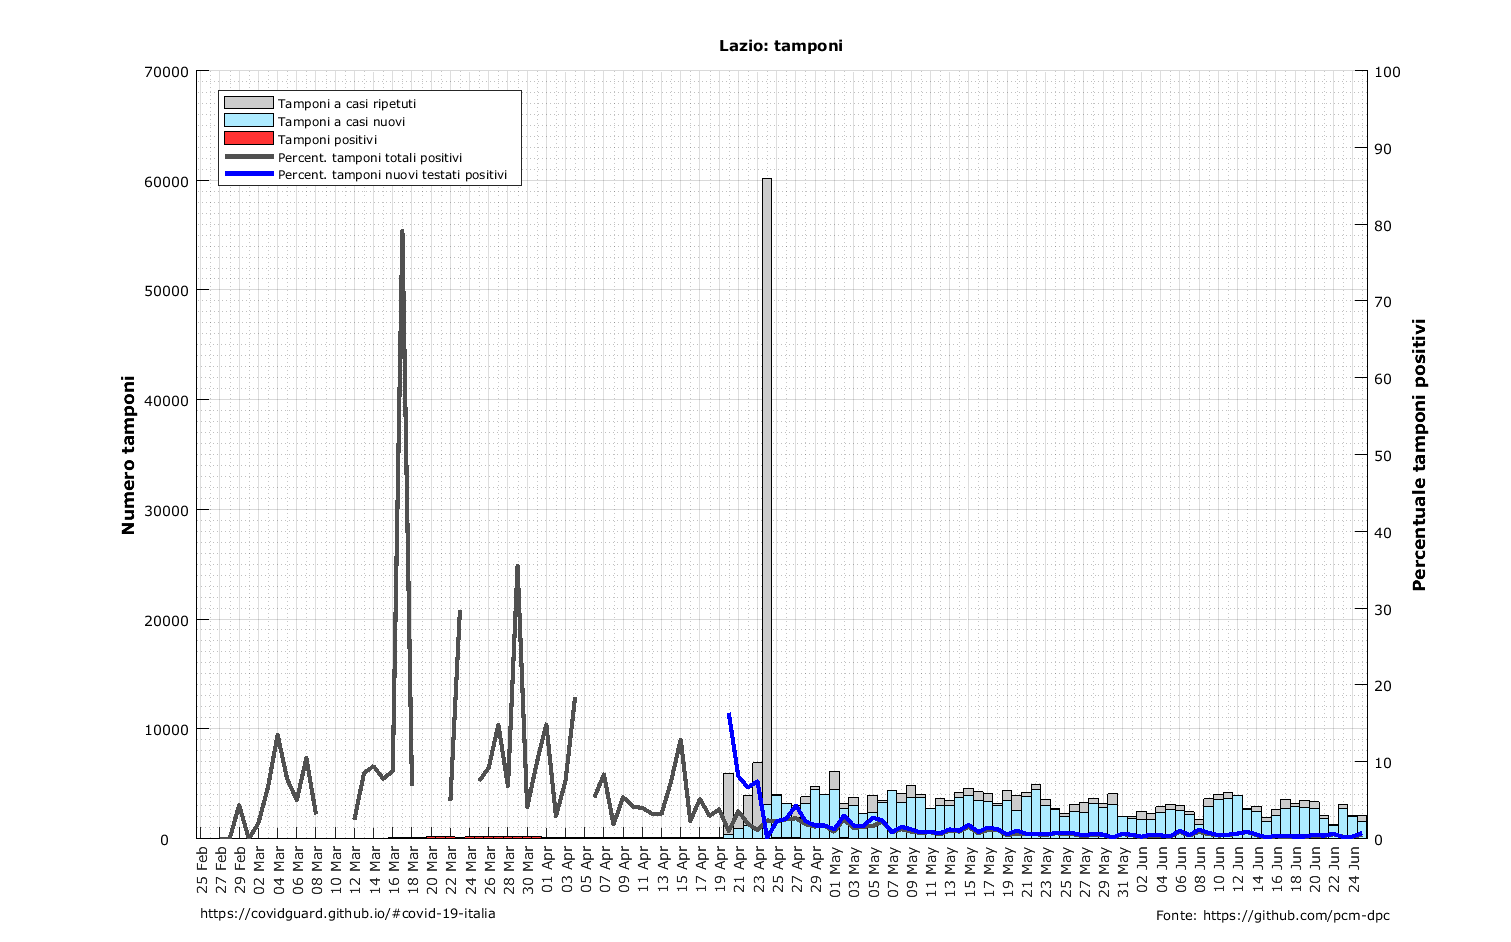 Lazio: tamponi
Tamponi a casi ripetuti
Tamponi a casi nuovi
Tamponi positivi
Percent. tamponi totali positivi
Percent. tamponi nuovi testati positivi
Numero tamponi
70000
60000
50000
40000
30000
20000
10000
0
Percentuale tamponi positivi
100
90
80
70
60
50
40
30
20
10
0
25 Feb
27 Feb
29 Feb
02 Mar
04 Mar
06 Mar
08 Mar
10 Mar
12 Mar
14 Mar
16 Mar
18 Mar
20 Mar
22 Mar
24 Mar
26 Mar
28 Mar
30 Mar
01 Apr
03 Apr
05 Apr
07 Apr
09 Apr
11 Apr
13 Apr
15 Apr
17 Apr
19 Apr
21 Apr
23 Apr
25 Apr
27 Apr
29 Apr
01 May
03 May
05 May
07 May
09 May
11 May
13 May
15 May
17 May
19 May
21 May
23 May
25 May
27 May
29 May
31 May
02 Jun
04 Jun
06 Jun
08 Jun
10 Jun
12 Jun
14 Jun
16 Jun
18 Jun
20 Jun
22 Jun
24 Jun
https://covidguard.github.io/#covid-19-italia
Fonte: https://github.com/pcm-dpc